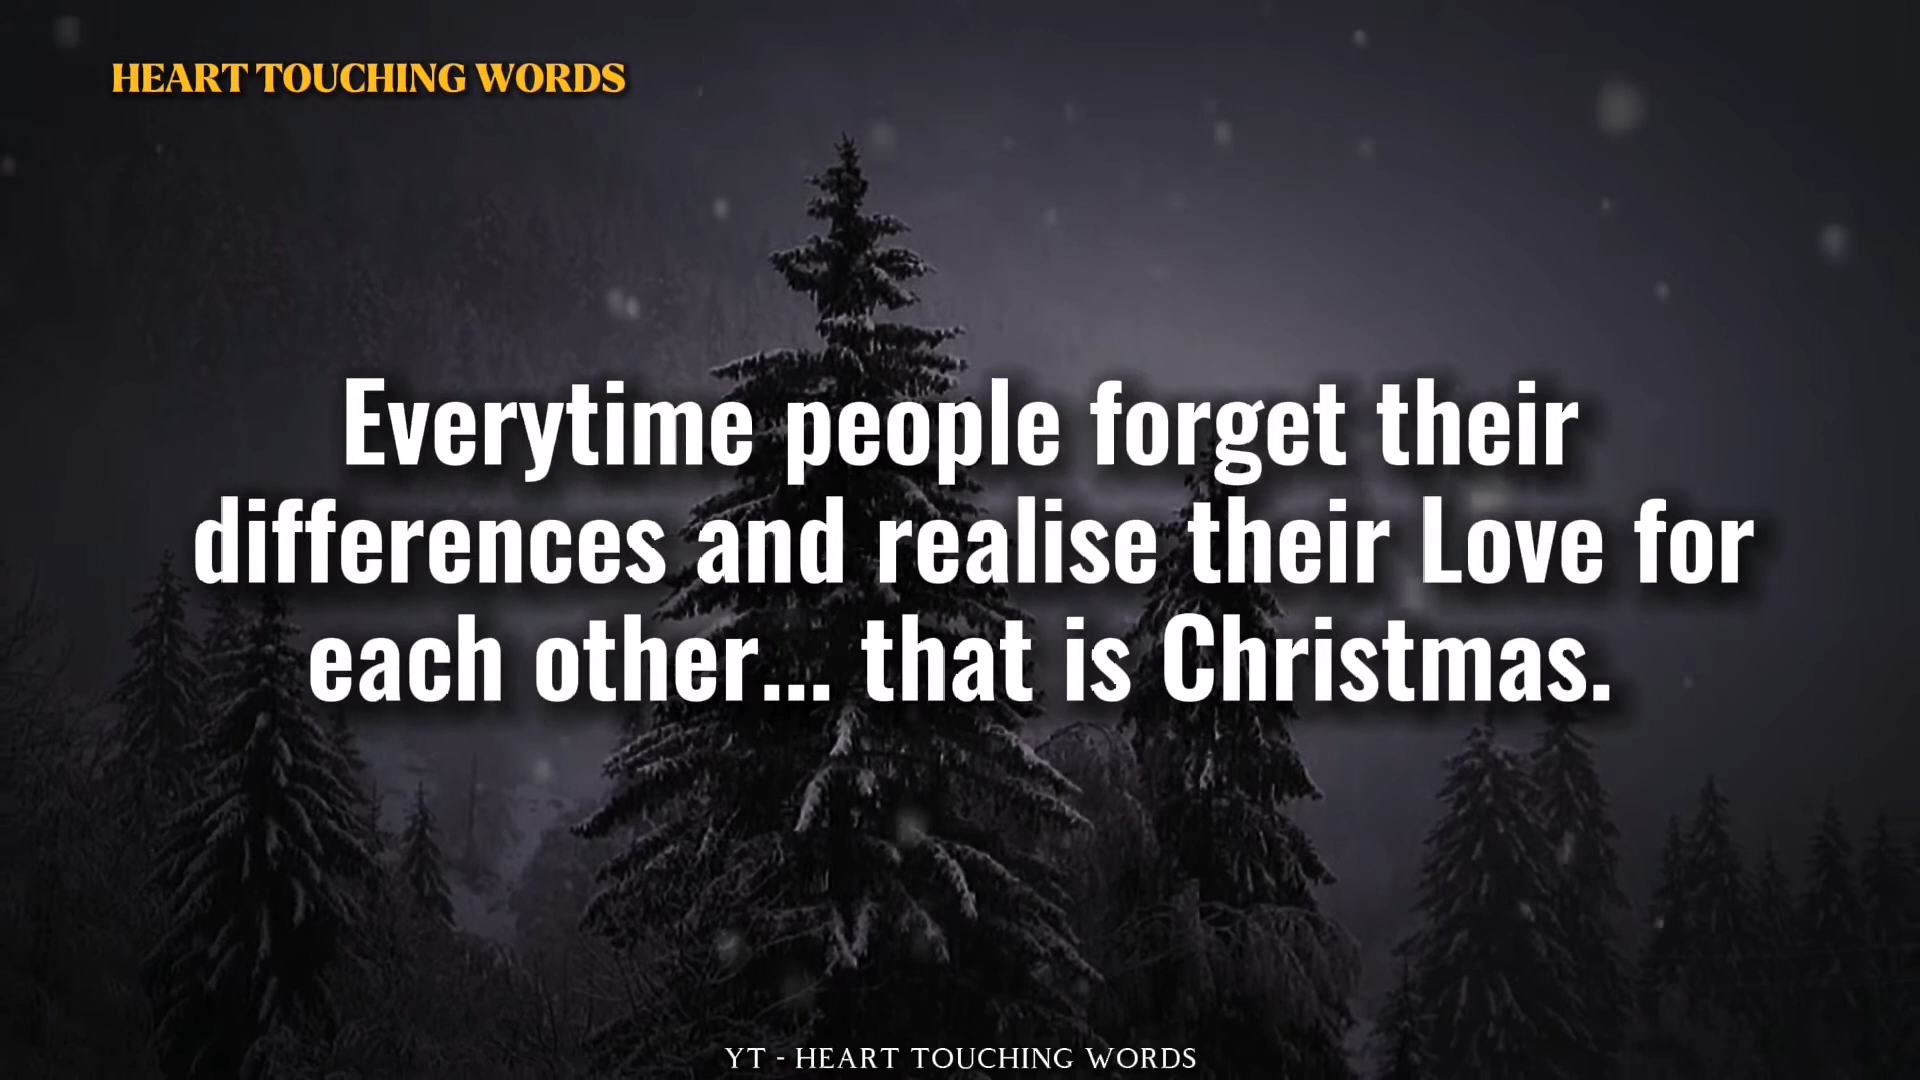 HEART TOUCHING WORDS
Everytime people forget their
differences and realise their Love for
each other... that is Christmas.
YT - HEART TOUCHING WORDS